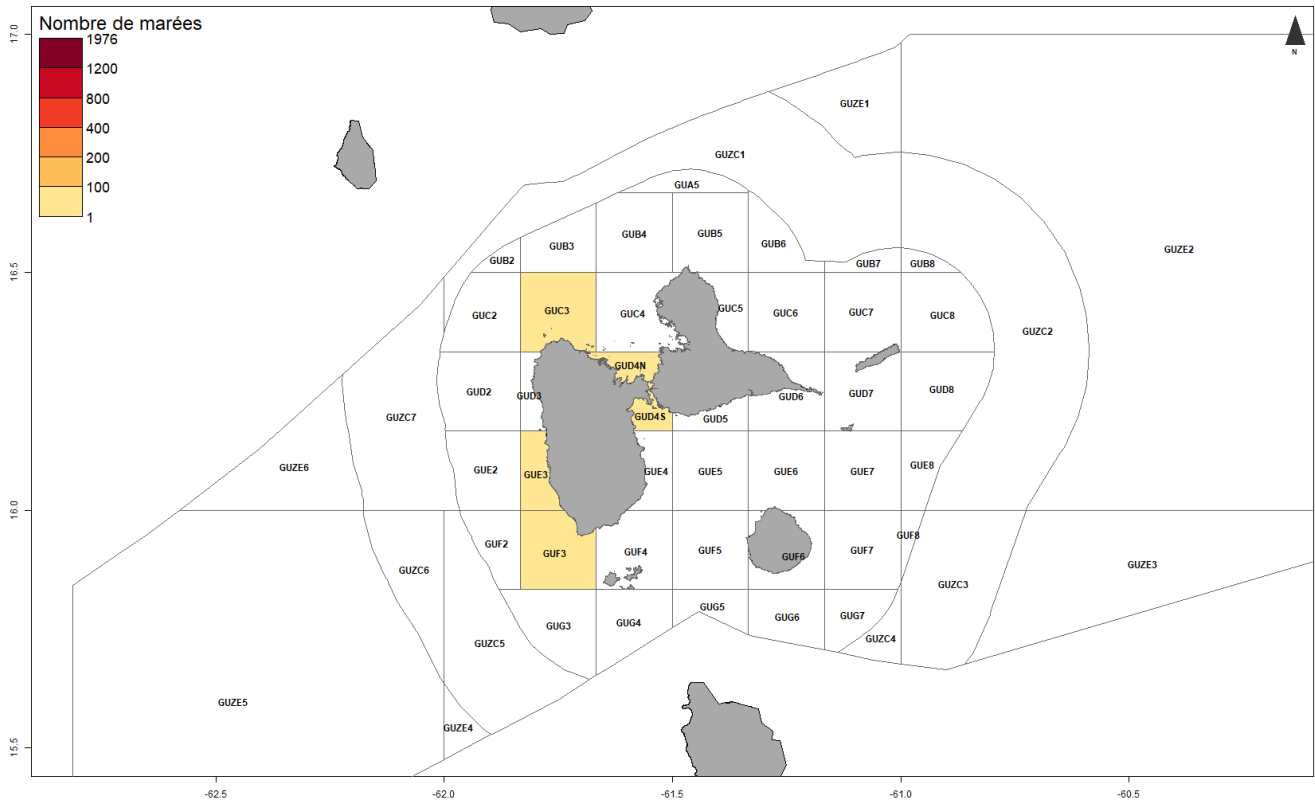 Nombre de marées
1976
1200
800
400
200
100
1
N
17.0
16.5
16.0
15.5
-62.5
-62.0
-61.5
-61.0
-60.5
GUZE1
GUZC1
GUA5
GUB4
GUB5
GUB3
GUB6
GUZE2
GUB2
GUB7
GUB8
GUC2
GUC3
GUC4
GUC5
GUC6
GUC7
GUC8
GUZC2
GUD4N
GUD2
GUD3
GUD6
GUD7
GUD8
GUZC7
GUD4S
GUD5
GUZE6
GUE2
GUE3
GUE4
GUE5
GUE6
GUE7
GUE8
GUF2
GUF3
GUF4
GUF5
GUF6
GUF7
GUF8
GUZE3
GUZC6
GUZC3
GUG5
GUG3
GUG4
GUG6
GUG7
GUZC5
GUZC4
GUZE5
GUZE4